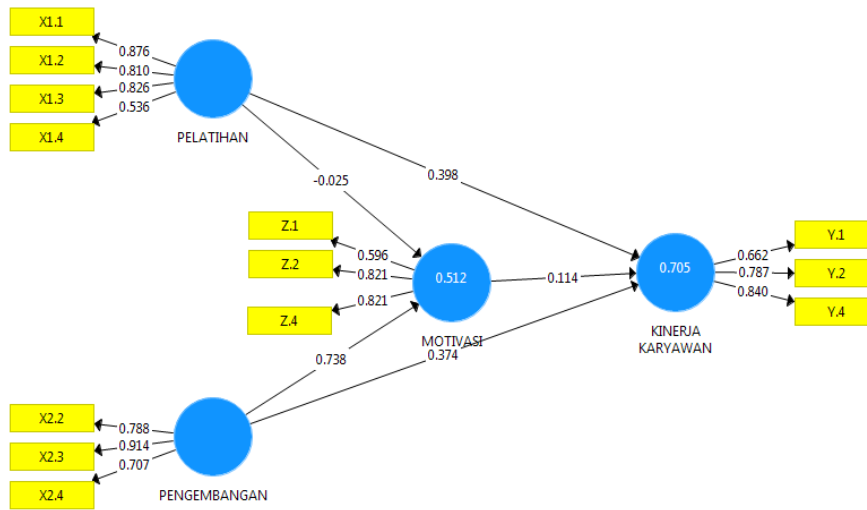 X1.1
0.876
X1.2
0.810
X1.3
0.826
X1.4
0.536
PELATIHAN
-0.025
0.398
Z.1
0.596
Z.2
0.821
Z.4
0.821
0.512
MOTIVASI
0.114
0.705
KINERJA
KARYAWAN
0.662
Y.1
0.787
Y.2
0.840
Y.4
0.738
0.374
X2.2
0.788
X2.3
0.914
X2.4
0.707
PENGEMBANGAN